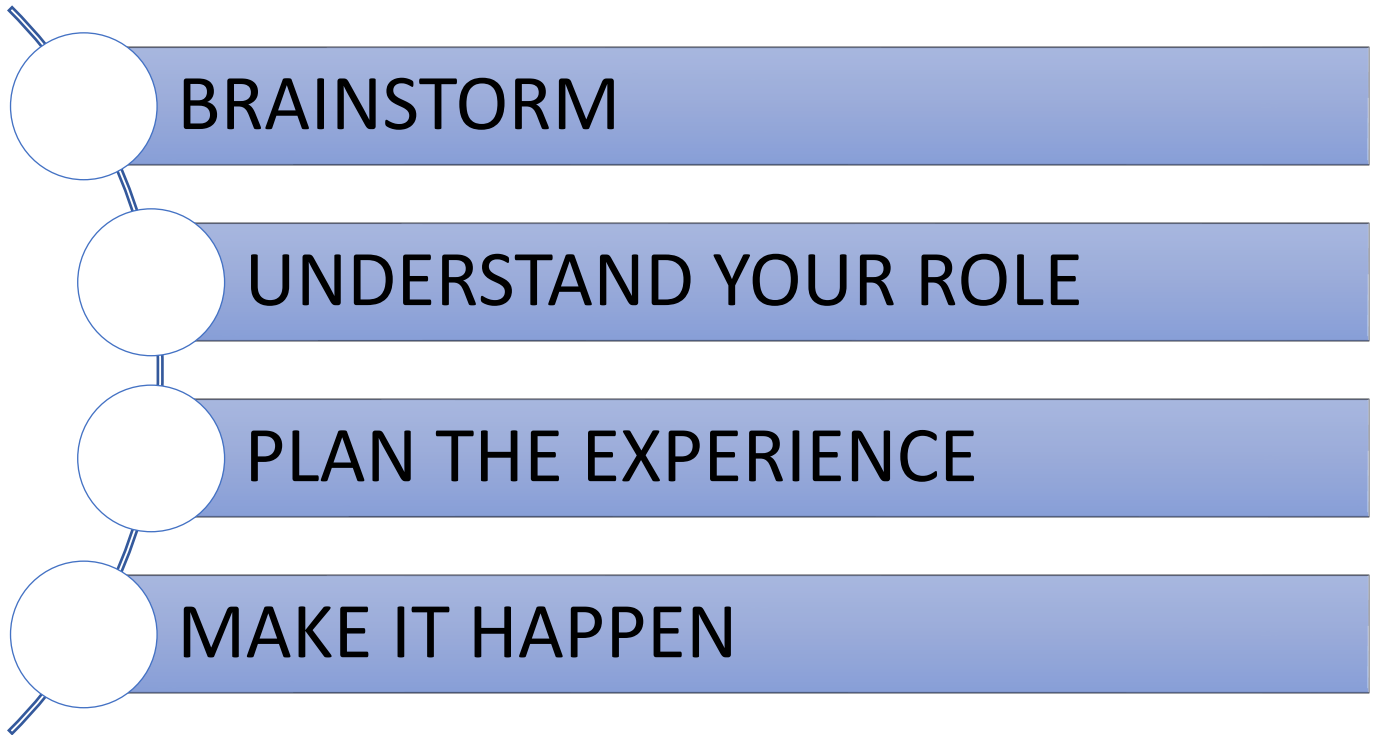 BRAINSTORM
UNDERSTAND YOUR ROLE
PLAN THE EXPERIENCE
MAKE IT HAPPEN